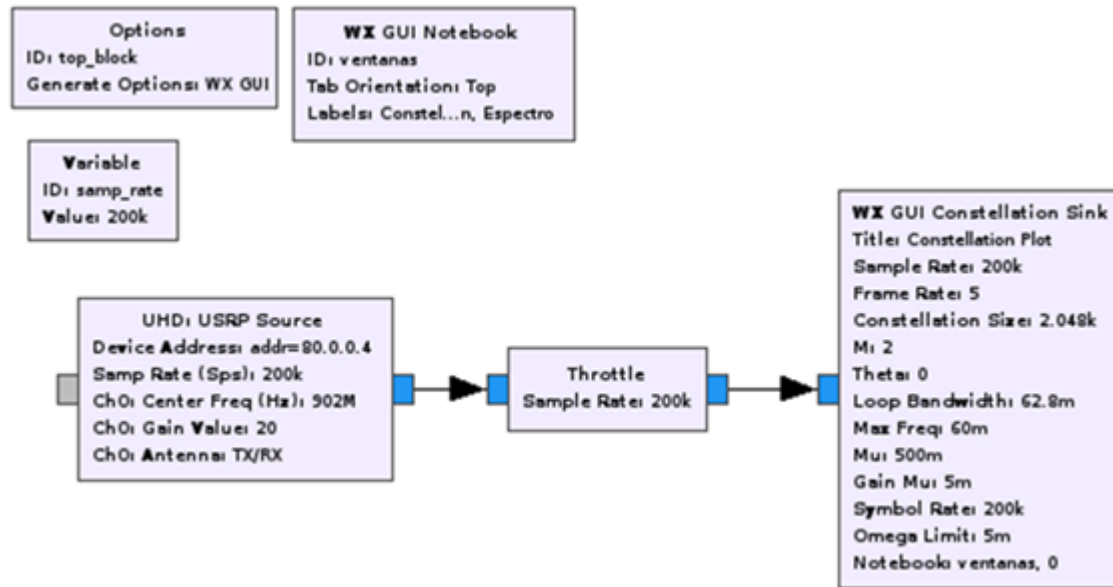 Options
ID: top_block
Generate Options: WX GUI
WX GUI Notebook
ID: ventanas
Tab Orientation: Top
Labels: Constel...n, Espectro
Variable
ID: samp_rate
Value: 200k
UHD: USRP Source
Device Address: addr=80.0.0.4
Samp Rate (Sps): 200k
Ch0: Center Freq (Hz): 902M
Ch0: Gain Value: 20
Ch0: Antenna: TX/RX
Throttle
Sample Rate: 200k
WX GUI Constellation Sink
Title: Constellation Plot
Sample Rate: 200k
Frame Rate: 5
Constellation Size: 2.048k
M: 2
Theta: 0
Loop Bandwidth: 62.8m
Max Freq: 60m
Mu: 500m
Gain Mu: 5m
Symbol Rate: 200k
Omega Limit: 5m
Notebook: ventanas, 0